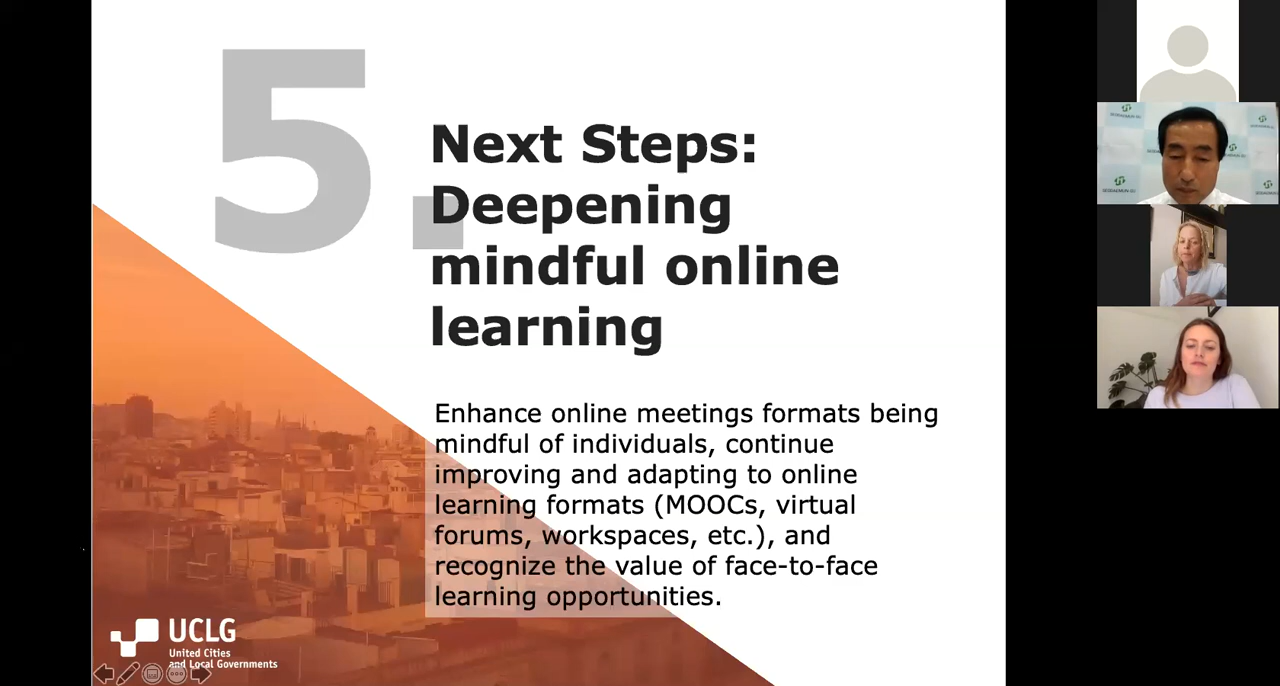 5.
Next Steps:
Deepening
mindful online
learning
Enhance online meetings formats being
mindful of individuals, continue
improving and adapting to online
learning formats (MOOCs, virtual
forums, workspaces, etc.), and
recognize the value of face-to-face
learning opportunities.
UCLG
United Cities
and Local Governments